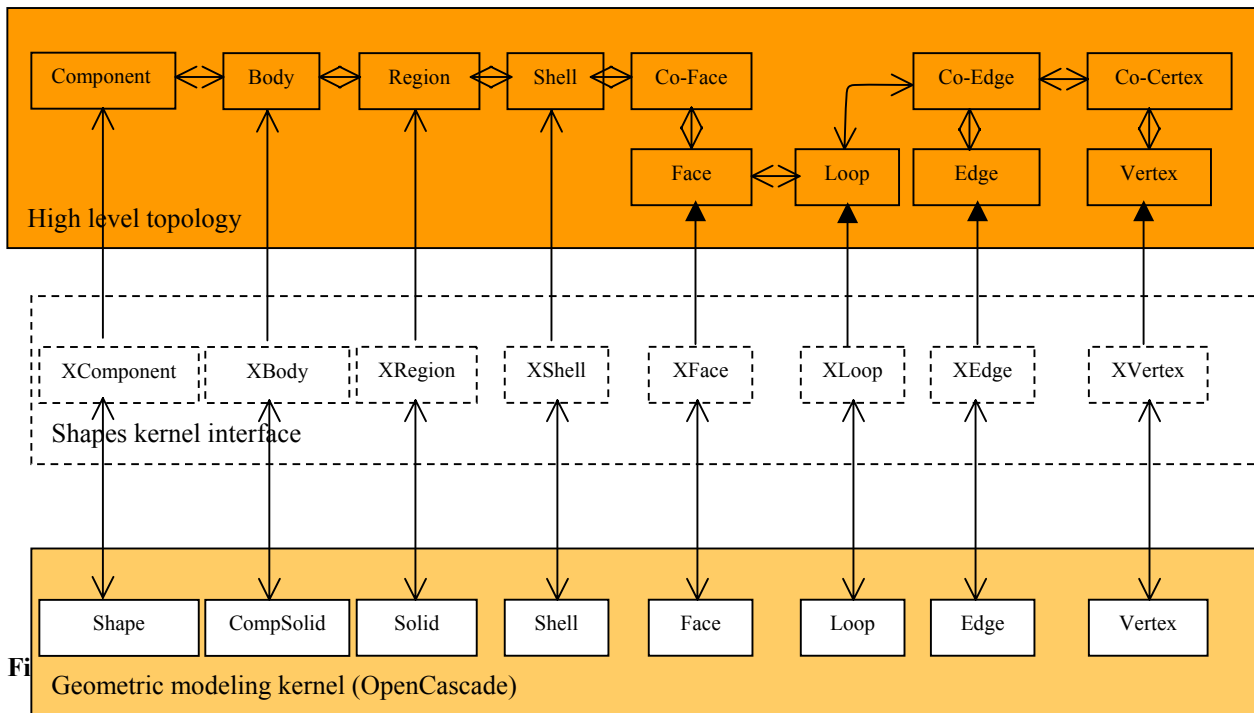 Component
Body
Region
Shell
Co-Face
Co-Edge
Co-Certex
Face
Loop
Edge
Vertex
High level topology
XComponent
XBody
XRegion
XShell
XFace
XLoop
XEdge
XVertex
Shapes kernel interface
Shape
CompSolid
Solid
Shell
Face
Loop
Edge
Vertex
Fi
Geometric modeling kernel (OpenCascade)